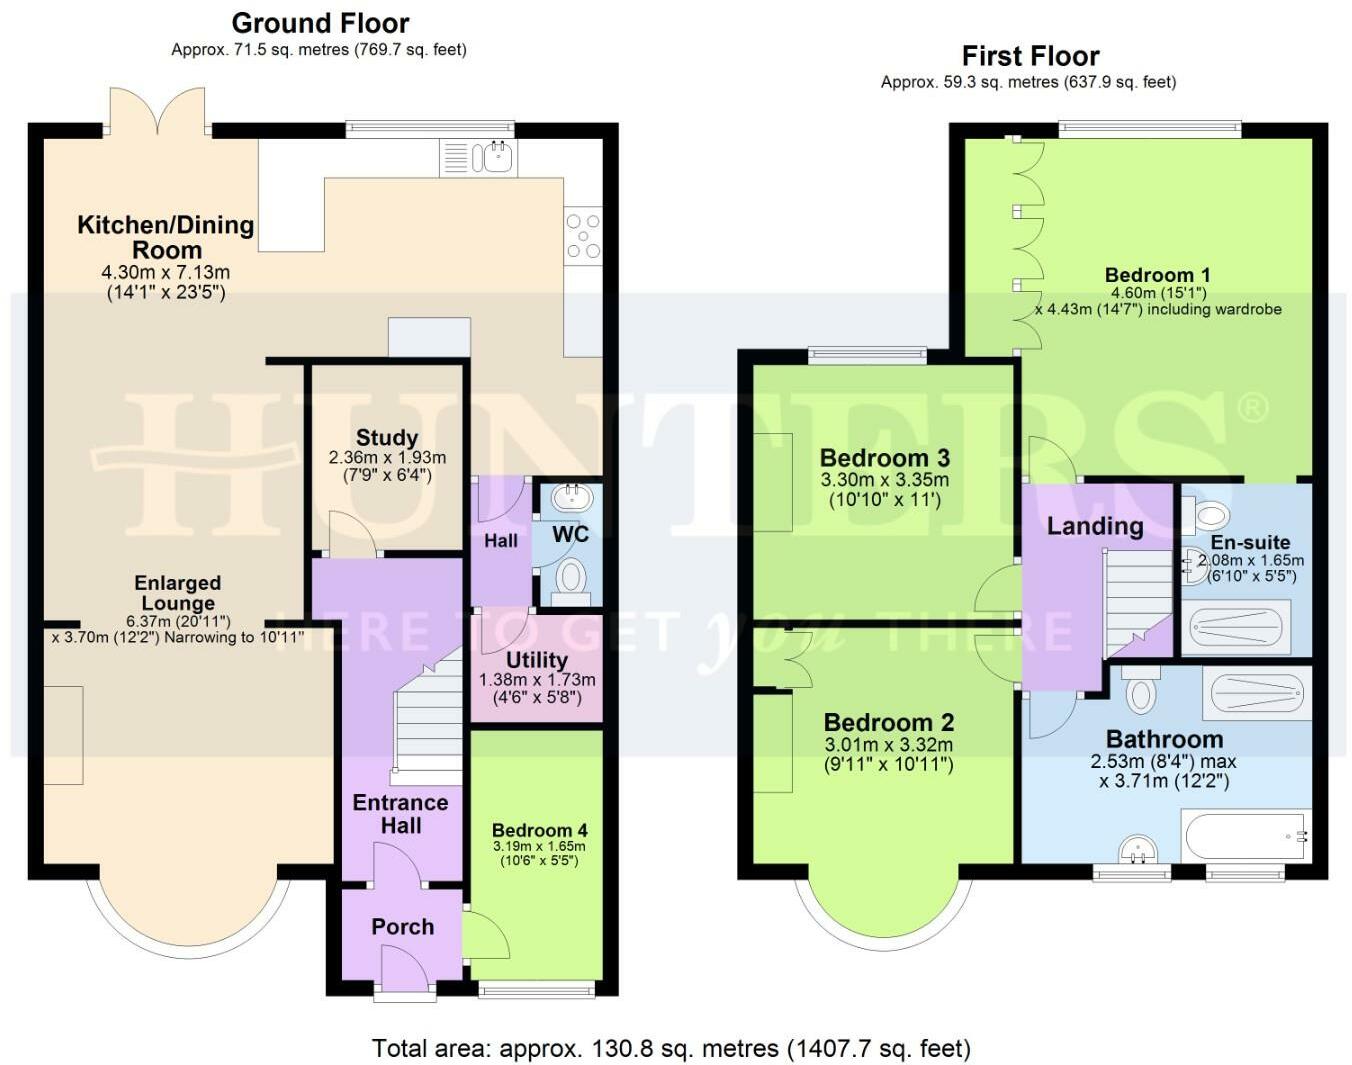 Ground Floor
Approx. 71.5 sq. metres (769.7 sq. feet)
First Floor
Approx. 59.3 sq. metres (637.9 sq. feet)
Kitchen/Dining
Room
4.30m x 7.13m
(14'1" x 23'5")
Study
2.36m x 1.93m
(7'9" x 6'4")
Hall
WC
Enlarged
Lounge
6.37m (20'11")
x 3.70m (12'2") Narrowing to 10'11"
Utility
1.38m x 1.73m
(4'6" x 5'8")
Entrance
Hall
Bedroom 4
3.19m x 1.65m
(10'6" x 5'5")
Porch
Bedroom 1
4.60m (15'1")
x 4.43m (14'7") including wardrobe
Bedroom 3
3.30m x 3.35m
(10'10" x 11')
Landing
En-suite
2.08m x 1.65m
(6'10" x 5'5")
Bedroom 2
3.01m x 3.32m
(9'11" x 10'11")
Bathroom
2.53m (8'4") max
x 3.71m (12'2")
HUNTERS®
HERE TO GET you THERE
Total area: approx. 130.8 sq. metres (1407.7 sq. feet)